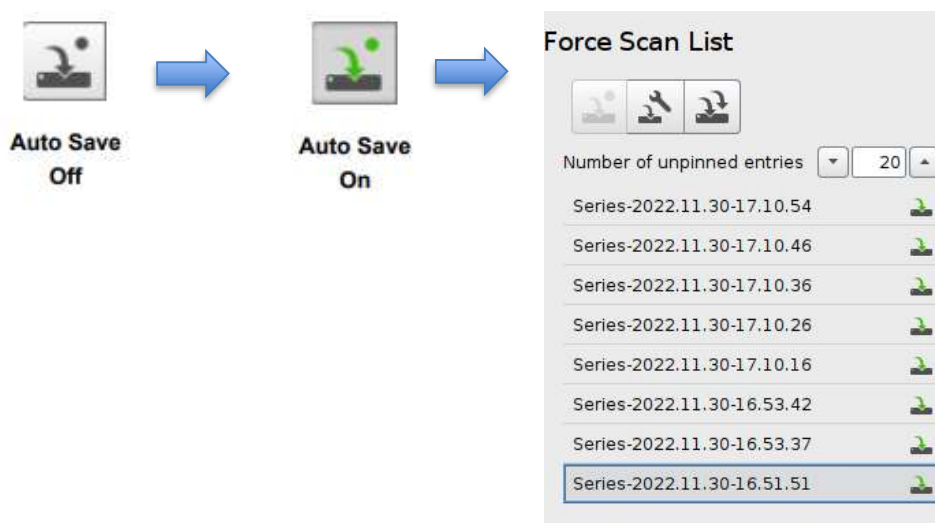 Auto Save
Off
Auto Save
On
Force Scan List
Number of unpinned entries 20
Series-2022.11.30-17.10.54
Series-2022.11.30-17.10.46
Series-2022.11.30-17.10.36
Series-2022.11.30-17.10.26
Series-2022.11.30-17.10.16
Series-2022.11.30-16.53.42
Series-2022.11.30-16.53.37
Series-2022.11.30-16.51.51